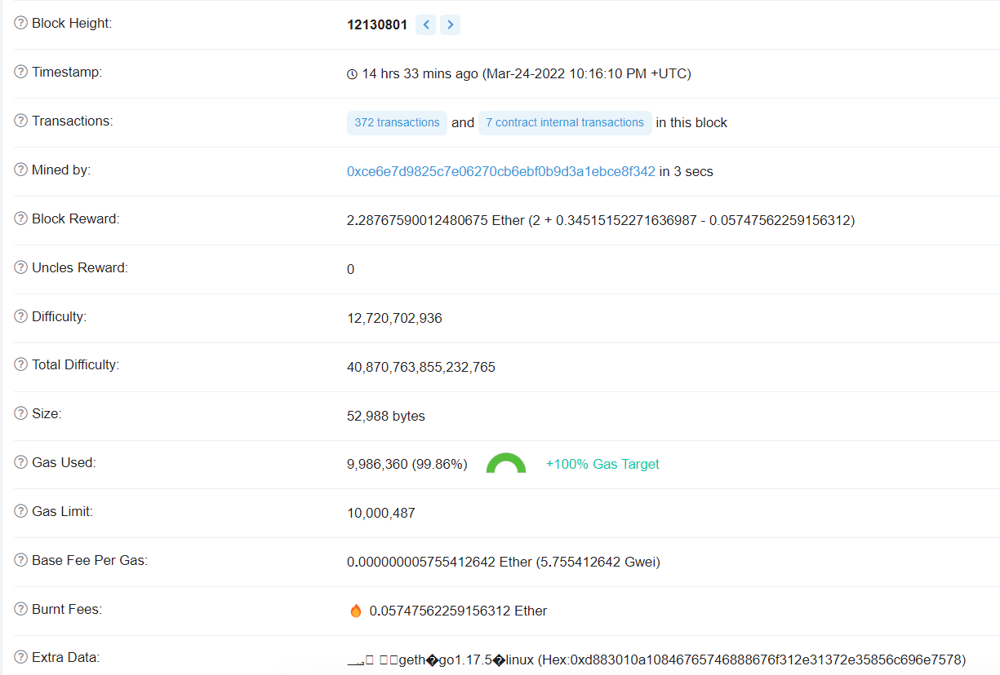 Block Height: 12130801
Timestamp: 14 hrs 33 mins ago (Mar-24-2022 10:16:10 PM +UTC)
Transactions: 372 transactions and 7 contract internal transactions in this block
Mined by: 0xce6e7d9825c7e06270cb6ebf0b9d3a1ebce8f342 in 3 secs
Block Reward: 2.28767590012480675 Ether (2 + 0.34515152271636987 - 0.05747562259156312)
Uncles Reward: 0
Difficulty: 12,720,702,936
Total Difficulty: 40,870,763,855,232,765
Size: 52,988 bytes
Gas Used: 9,986,360 (99.86%) +100% Gas Target
Gas Limit: 10,000,487
Base Fee Per Gas: 0.000000005755412642 Ether (5.755412642 Gwei)
Burnt Fees: 0.05747562259156312 Ether
Extra Data: geth�go1.17.5�linux (Hex:0xd883010a10846765746888676f312e31372e35856c696e7578)